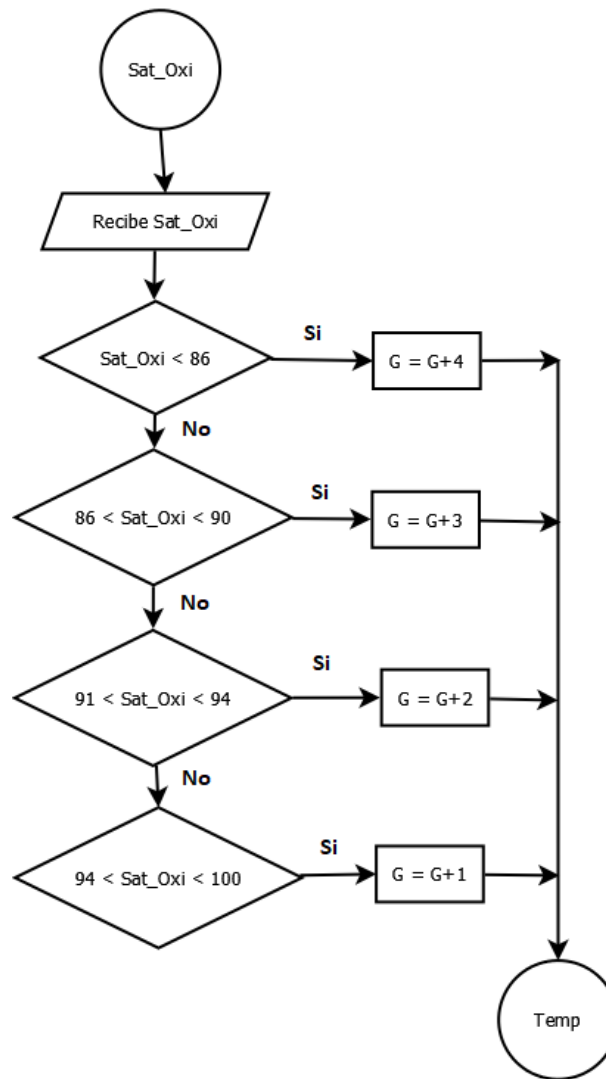 Sat_Oxi
Recibe Sat_Oxi
Sat_Oxi < 86
Si
G = G+4
No
86 < Sat_Oxi < 90
Si
G = G+3
No
91 < Sat_Oxi < 94
Si
G = G+2
No
94 < Sat_Oxi < 100
Si
G = G+1
Temp